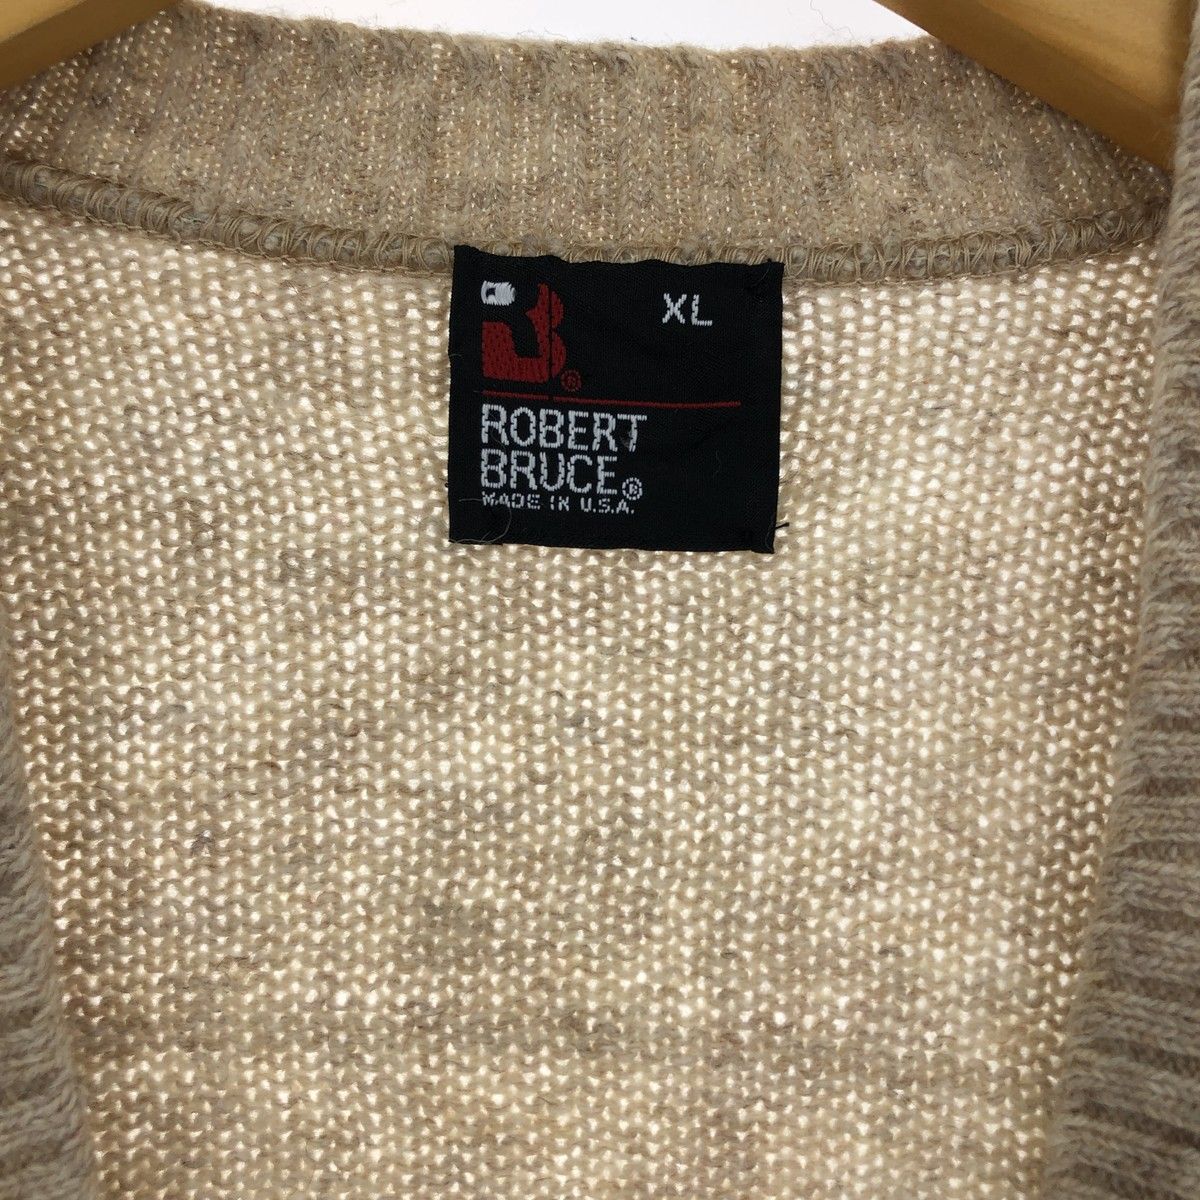 XL
B®
ROBERT
BRUCE®
MADE IN U.S.A.